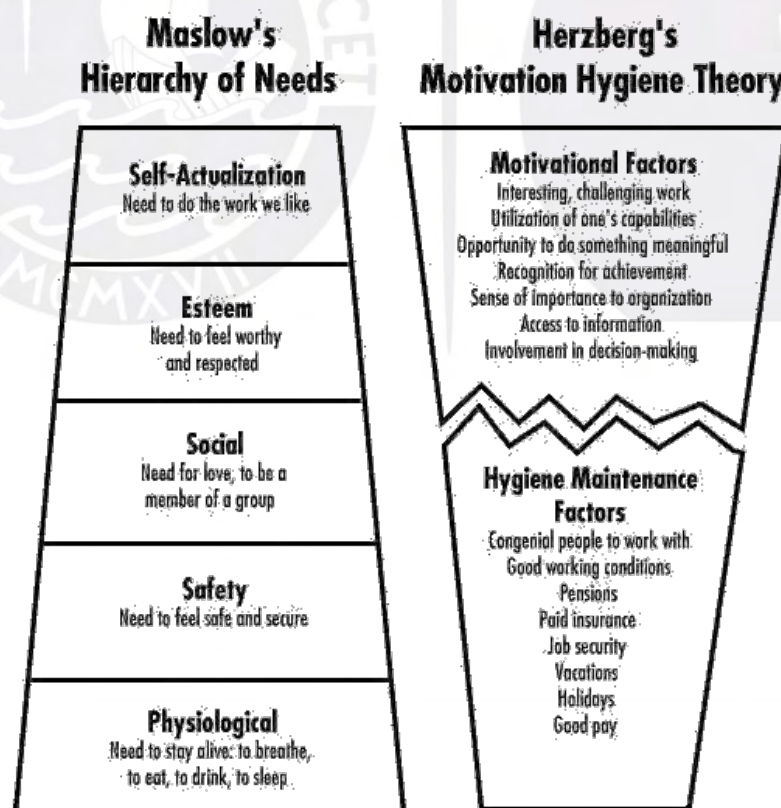 Maslow's
Hierarchy of Needs
Self-Actualization
Need to do the work we like
Esteem
Need to feel worthy
and respected
Social
Need for love, to be a
member of a group
Safety
Need to feel safe and secure
Physiological
Need to stay alive: to breathe,
to eat, to drink, to sleep
Herzberg's
Motivation Hygiene Theory
Motivational Factors
Interesting, challenging work
Utilization of one's capabilities
Opportunity to do something meaningful
Recognition for achievement
Sense of importance to organization
Access to information
Involvement in decision-making
Hygiene Maintenance
Factors
Congenial people to work with
Good working conditions
Pensions
Paid insurance
Job security
Vacations
Holidays
Good pay
MCMXVII
CET